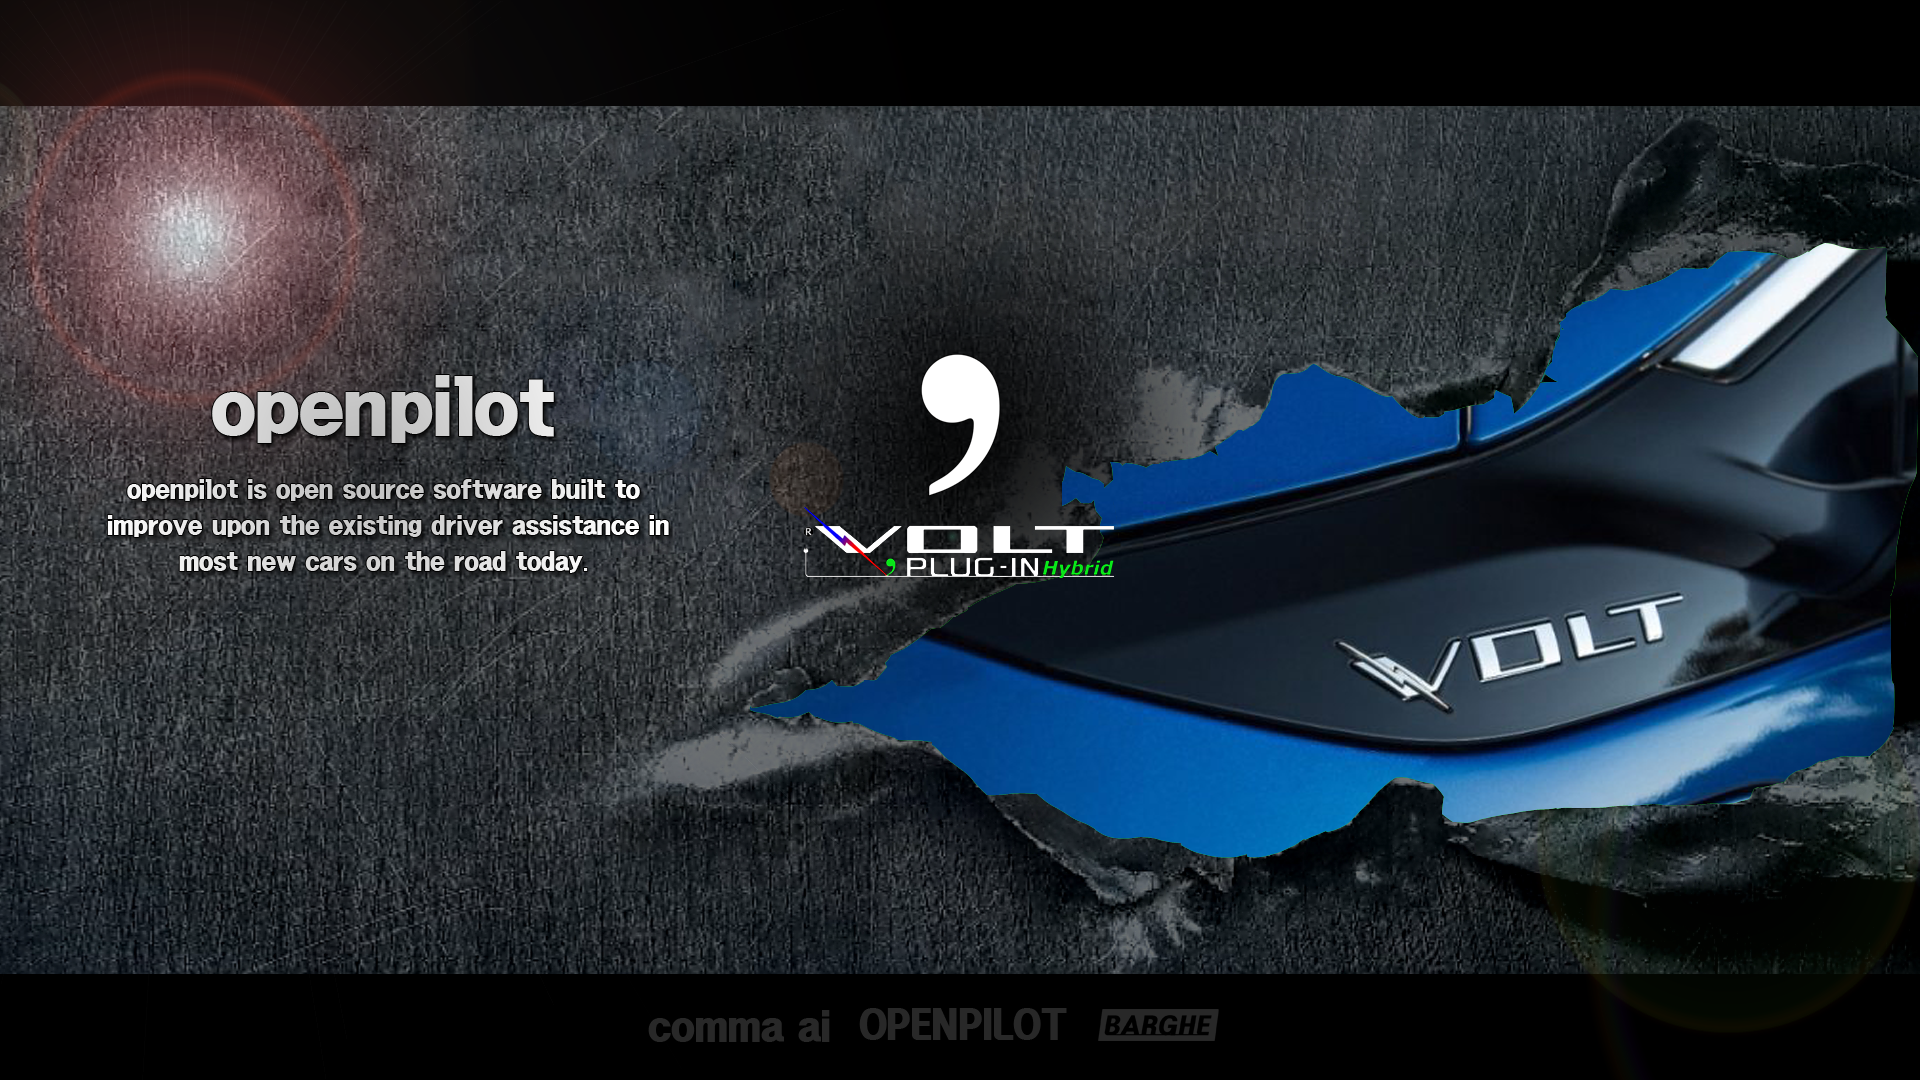 openpilot
openpilot is open source software built to
improve upon the existing driver assistance in
most new cars on the road today.
,
R VOLT
PLUG-IN Hybrid
VOLT
comma ai OPENPILOT BARGHE